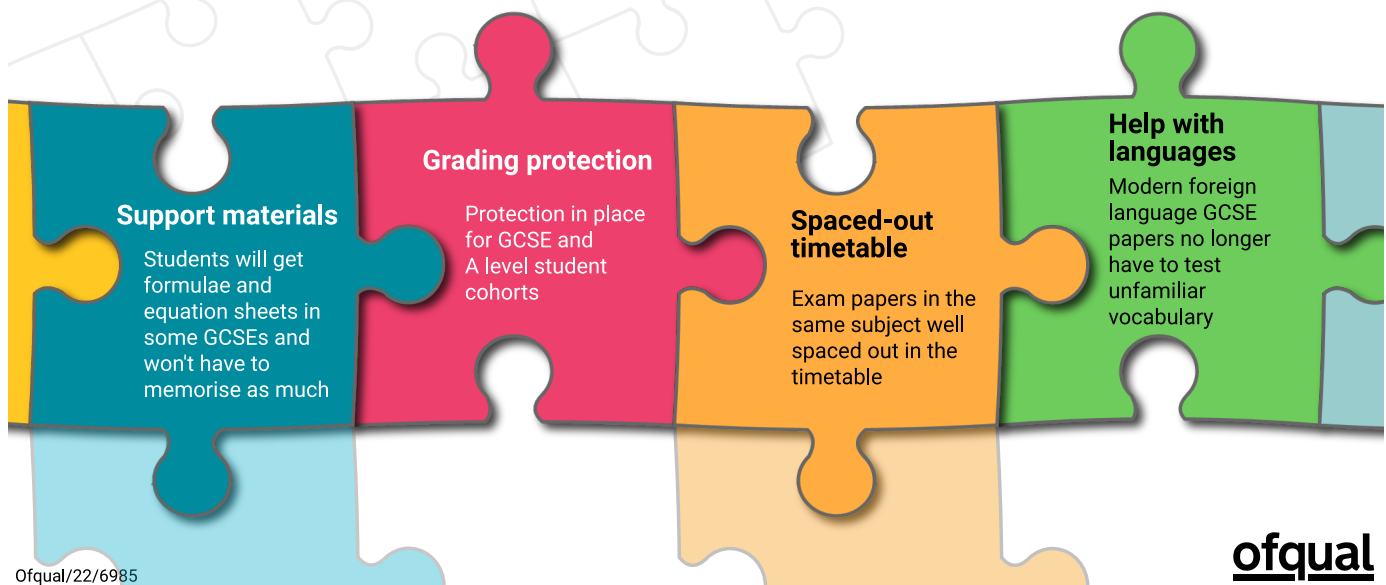 Support materials
Students will get
formulae and
equation sheets in
some GCSEs and
won't have to
memorise as much
Grading protection
Protection in place
for GCSE and
A level student
cohorts
Spaced-out
timetable
Exam papers in the
same subject well
spaced out in the
timetable
Help with
languages
Modern foreign
language GCSE
papers no longer
have to test
unfamiliar
vocabulary
Ofqual/22/6985
ofqual